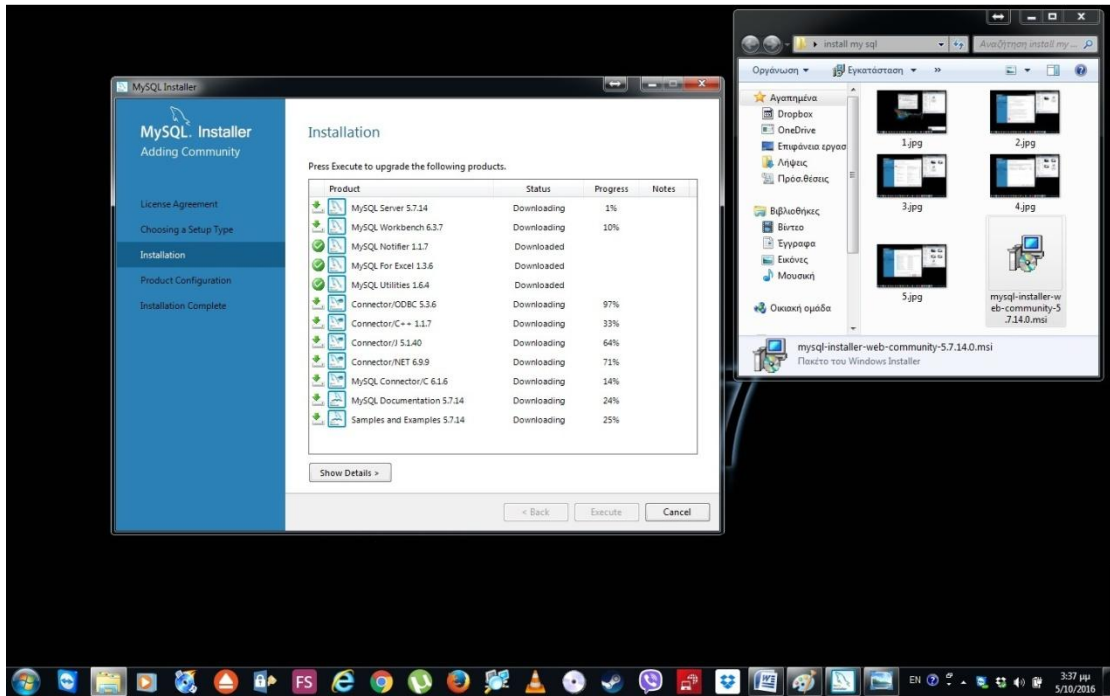 MySQL Installer
MySQL. Installer
Adding Community
License Agreement
Choosing a Setup Type
Installation
Product Configuration
Installation Complete
Installation
Press Execute to upgrade the following products.
Product Status Progress Notes
MySQL Server 5.7.14 Downloading 1%
MySQL Workbench 6.3.7 Downloading 10%
MySQL Notifier 1.1.7 Downloaded
MySQL For Excel 1.3.6 Downloaded
MySQL Utilities 1.6.4 Downloaded
Connector/ODBC 5.3.6 Downloading 97%
Connector/C++ 1.1.7 Downloading 33%
Connector/J 5.1.40 Downloading 64%
Connector/NET 6.9.9 Downloading 71%
MySQL Connector/C 6.1.6 Downloading 14%
MySQL Documentation 5.7.14 Downloading 24%
Samples and Examples 5.7.14 Downloading 25%
Show Details >
< Back Execute Cancel
install my sql
Αναζήτηση install my ...
Οργάνωση Εγκατάσταση »
Αγαπημένα
Dropbox
OneDrive
Επιφάνεια εργασ
Λήψεις
Πρόσ.θέσεις
Βιβλιοθήκες
Βίντεο
Έγγραφα
Εικόνες
Μουσική
Οικιακή ομάδα
1.jpg
2.jpg
3.jpg
4.jpg
5.jpg
mysql-installer-w
eb-community-5
.7.14.0.msi
mysql-installer-web-community-5.7.14.0.msi
Πακέτο του Windows Installer
FS
EN
3:37 μμ
5/10/2016